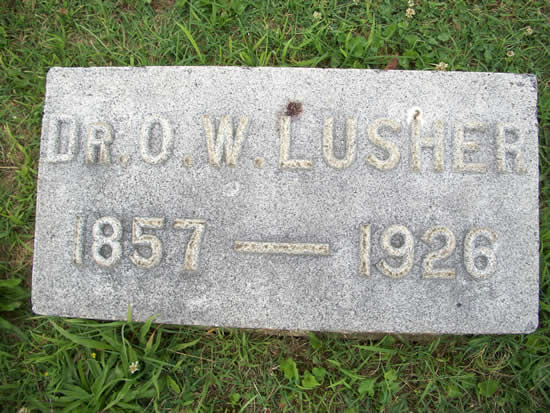 DR. O. W. LUSHER
1857 — 1926